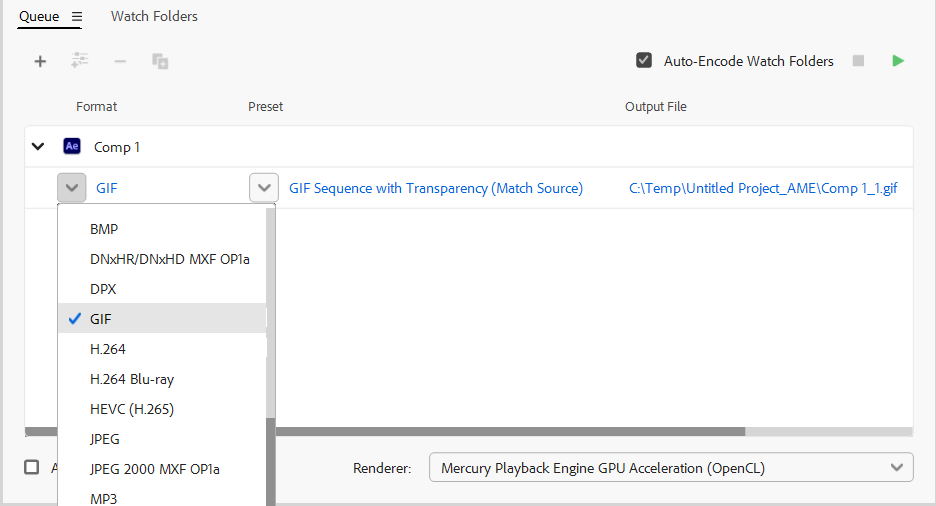 Queue Watch Folders
Auto-Encode Watch Folders
Format Preset Output File
Ae Comp 1
GIF GIF Sequence with Transparency (Match Source) C:\Temp\Untitled Project_AME\Comp 1_1.gif
BMP
DNxHR/DNxHD MXF OP1a
DPX
GIF
H.264
H.264 Blu-ray
HEVC (H.265)
JPEG
JPEG 2000 MXF OP1a
Renderer: Mercury Playback Engine GPU Acceleration (OpenCL)
MP3